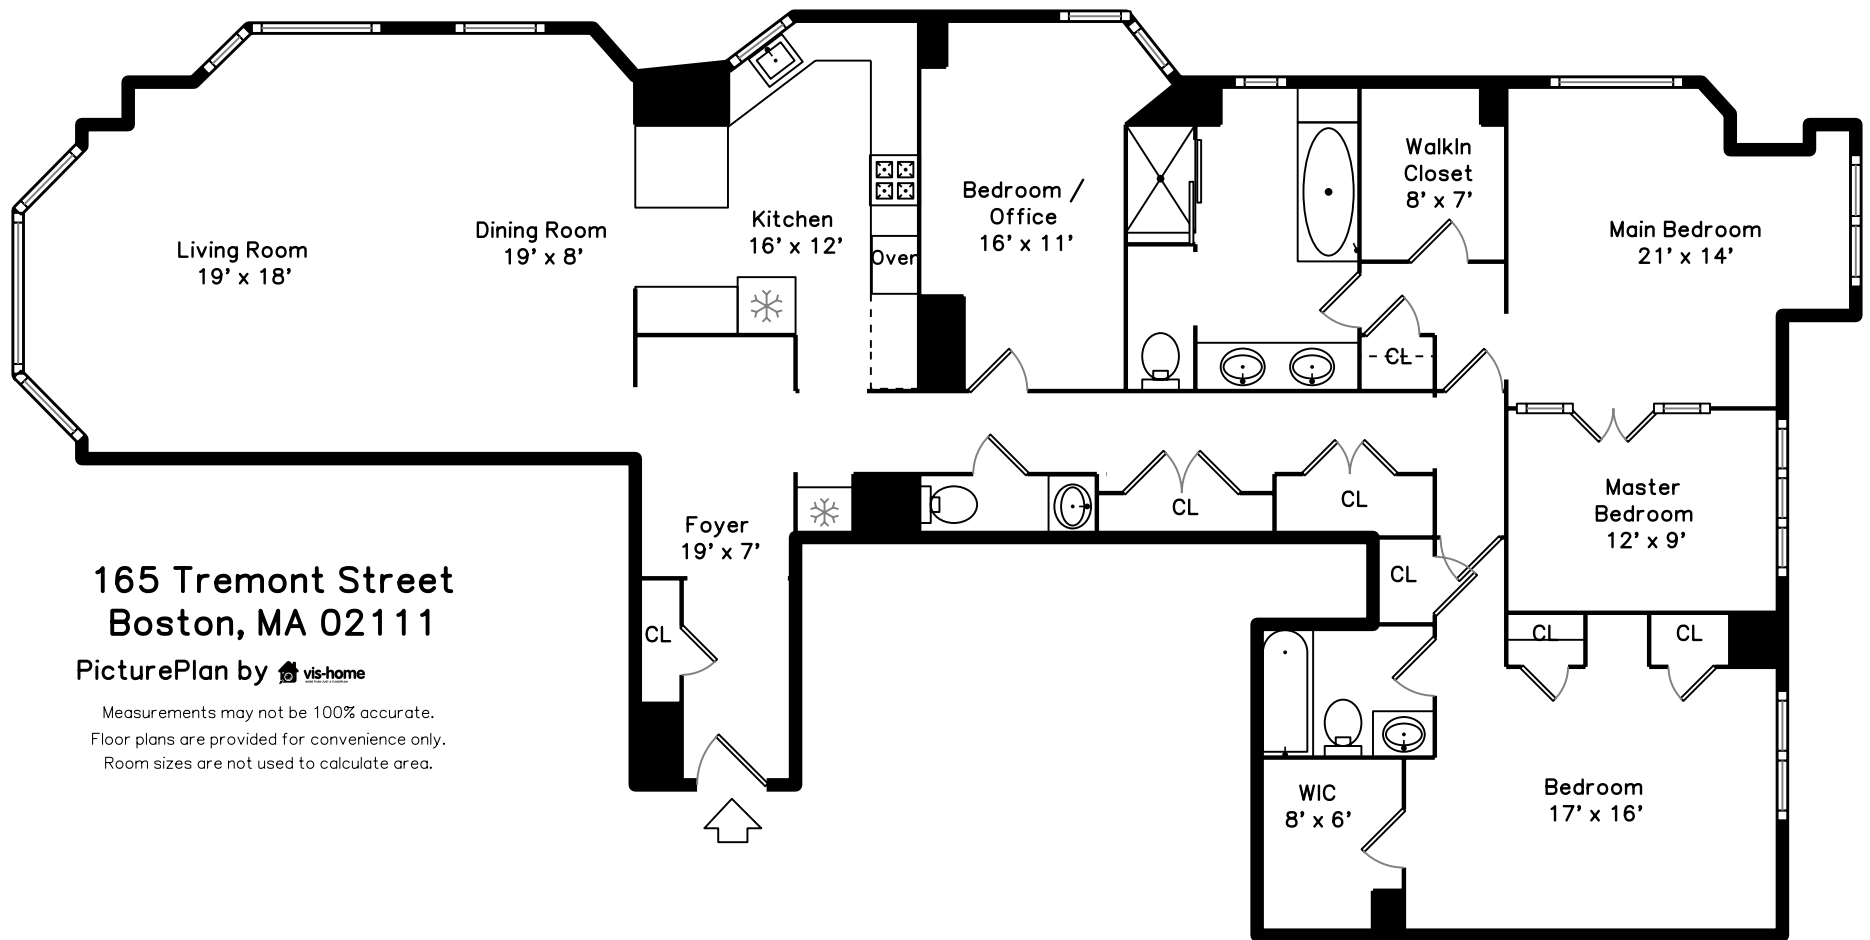 Living Room
19’ x 18’
Dining Room
19’ x 8’
Kitchen
16’ x 12’
Oven
Bedroom /
Office
16’ x 11’
WalkIn
Closet
8’ x 7’
Main Bedroom
21’ x 14’
CL
Master
Bedroom
12’ x 9’
CL
CL
Foyer
19’ x 7’
CL
CL
CL
CL
Bedroom
17’ x 16’
WIC
8’ x 6’
165 Tremont Street
Boston, MA 02111
PicturePlan by vis-home
Measurements may not be 100% accurate.
Floor plans are provided for convenience only.
Room sizes are not used to calculate area.